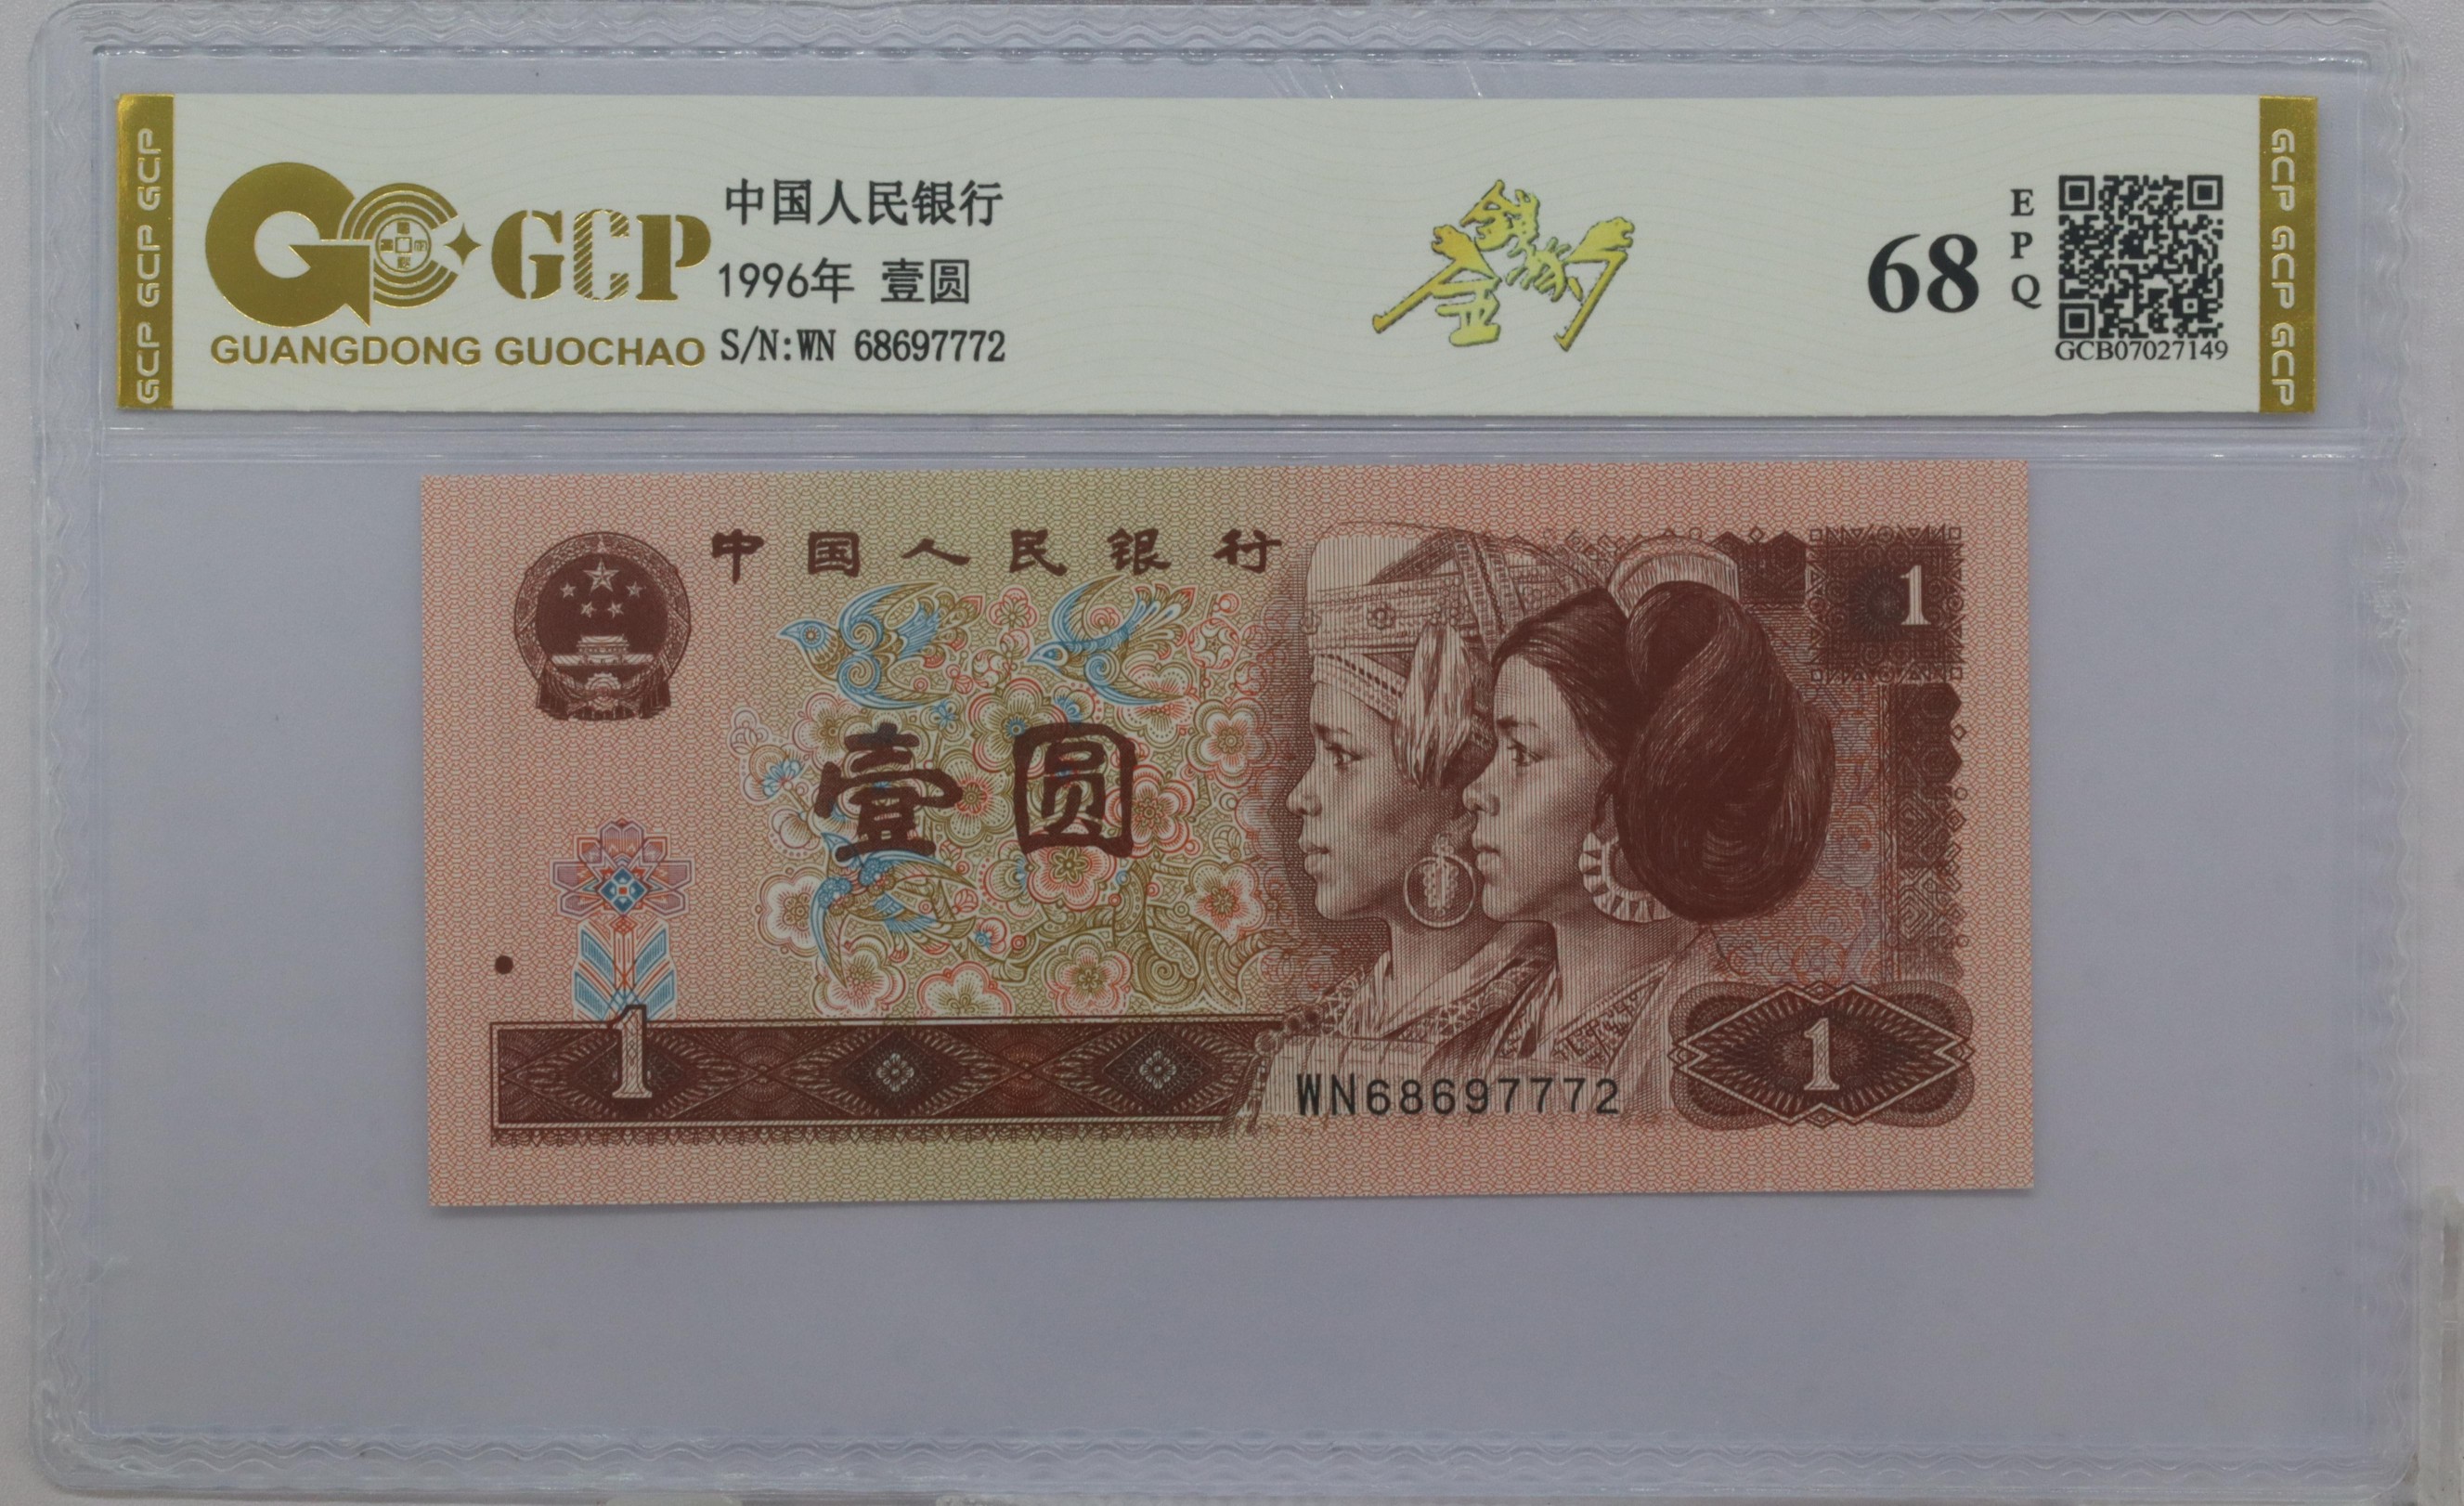 GCP GCP GCP
GCP
GUANGDONG GUOCHAO
中国人民银行
1996年 壹圆
S/N:WN 68697772
68
EPQ
GCB07027149
GCP GCP GCP
中国人民银行
1
壹圆
1
WN68697772
1